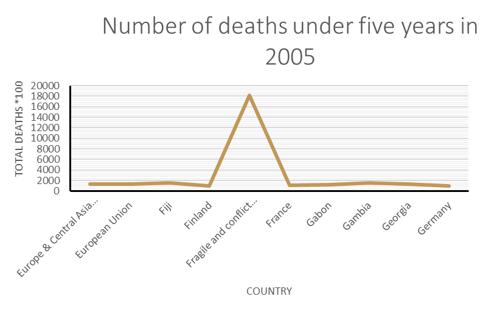 Number of deaths under five years in
2005
TOTAL DEATHS *100
20000
18000
16000
14000
12000
10000
8000
6000
4000
2000
0
Europe & Central Asia...
European Union
Fiji
Finland
Fragile and conflict...
France
Gabon
Gambia
Georgia
Germany
COUNTRY